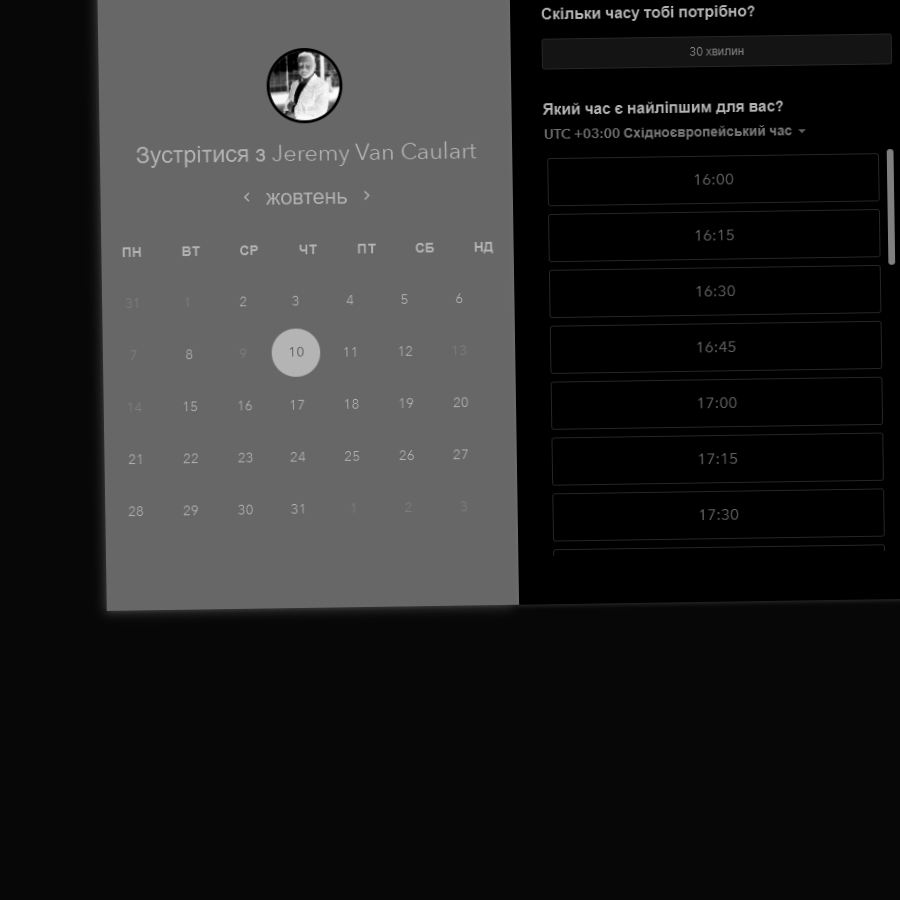 Зустрітися з Jeremy Van Caulart
жовтень
ПН ВТ СР ЧТ ПТ СБ НД
31 1 2 3 4 5 6
7 8 9 10 11 12 13
14 15 16 17 18 19 20
21 22 23 24 25 26 27
28 29 30 31 1 2 3
Скільки часу тобі потрібно?
30 хвилин
Який час є найліпшим для вас?
UTC +03:00 Східноєвропейський час
16:00
16:15
16:30
16:45
17:00
17:15
17:30